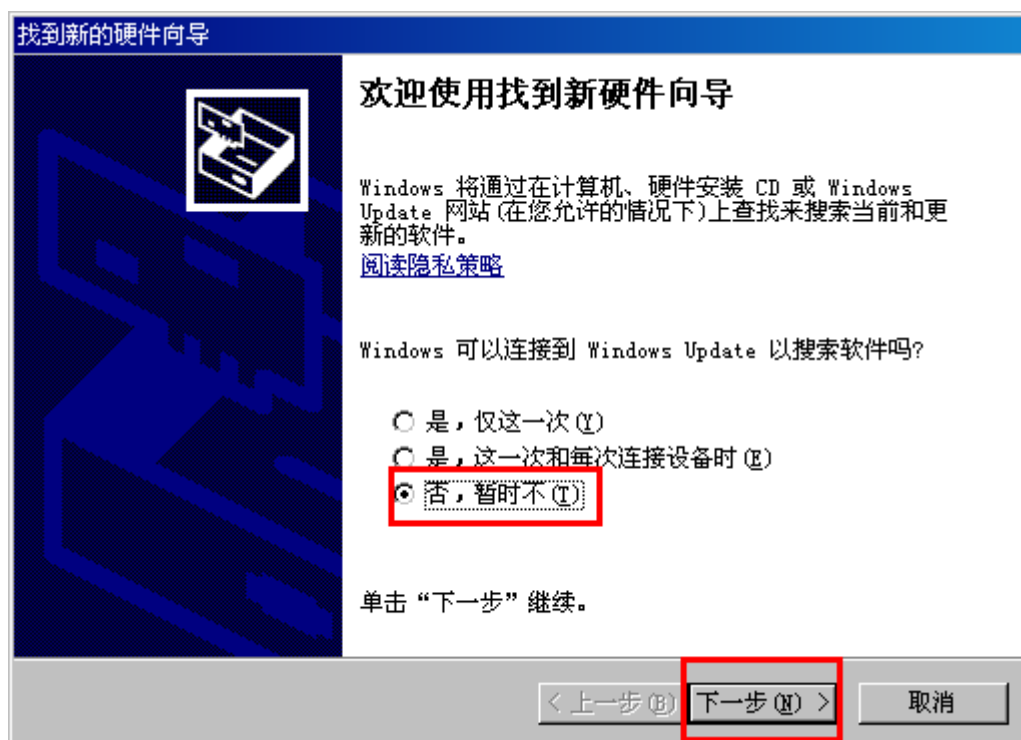 找到新的硬件向导
欢迎使用找到新硬件向导
Windows 将通过在计算机、硬件安装 CD 或 Windows
Update 网站(在您允许的情况下)上查找来搜索当前和更
新的软件。
阅读隐私策略
Windows 可以连接到 Windows Update 以搜索软件吗?
是，仅这一次(Y)
是，这一次和每次连接设备时(E)
否，暂时不(T)
单击“下一步”继续。
< 上一步(B) 下一步(N) > 取消